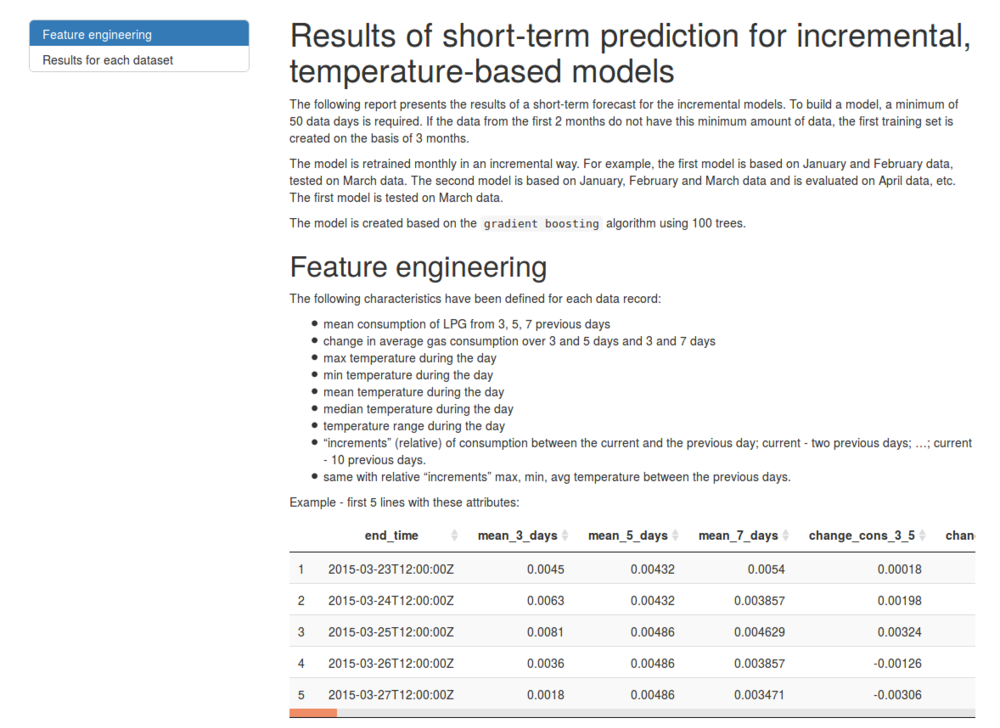 Feature engineering
Results for each dataset
Results of short-term prediction for incremental,
temperature-based models
The following report presents the results of a short-term forecast for the incremental models. To build a model, a minimum of
50 data days is required. If the data from the first 2 months do not have this minimum amount of data, the first training set is
created on the basis of 3 months.
The model is retrained monthly in an incremental way. For example, the first model is based on January and February data,
tested on March data. The second model is based on January, February and March data and is evaluated on April data, etc.
The first model is tested on March data.
The model is created based on the gradient boosting algorithm using 100 trees.
Feature engineering
The following characteristics have been defined for each data record:
• mean consumption of LPG from 3, 5, 7 previous days
• change in average gas consumption over 3 and 5 days and 3 and 7 days
• max temperature during the day
• min temperature during the day
• mean temperature during the day
• median temperature during the day
• temperature range during the day
• “increments” (relative) of consumption between the current and the previous day; current - two previous days; …; current
- 10 previous days.
• same with relative “increments” max, min, avg temperature between the previous days.
Example - first 5 lines with these attributes:
end_time mean_3_days mean_5_days mean_7_days change_cons_3_5 chan
1 2015-03-23T12:00:00Z 0.0045 0.00432 0.0054 0.00018
2 2015-03-24T12:00:00Z 0.0063 0.00432 0.003857 0.00198
3 2015-03-25T12:00:00Z 0.0081 0.00486 0.004629 0.00324
4 2015-03-26T12:00:00Z 0.0036 0.00486 0.003857 -0.00126
5 2015-03-27T12:00:00Z 0.0018 0.00486 0.003471 -0.00306